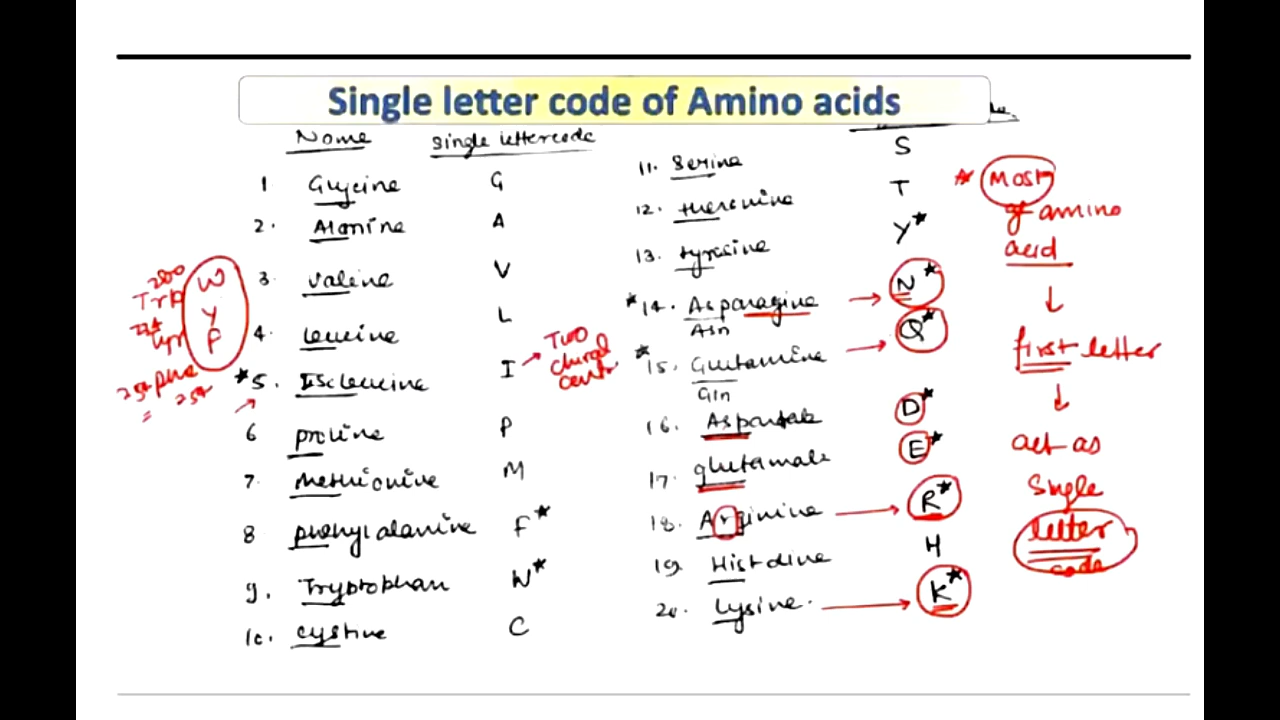 Single letter code of Amino acids
Name Single lettercode
1. Glycine G
2. Alanine A
3. Valine V
4. Leucine L
*5. Isoleucine I → Two chiral
6 proline P
7. Methionine M
8 phenylalanine F*
9. Tryptophan W*
10. cystine C
11. Serine S
12. thereonine T
13. tyrosine Y*
*14. Asparagine → N*
Asn
*15. Glutamine → Q*
Gln
16. Aspartate D*
17. glutamate E*
18. Arginine → R*
19. Histidine H
20. Lysine → K*
W
Trp
Y
Tyr
F
phe
* Most
of amino
acid
↓
first letter
↓
act as
Single
letter
code